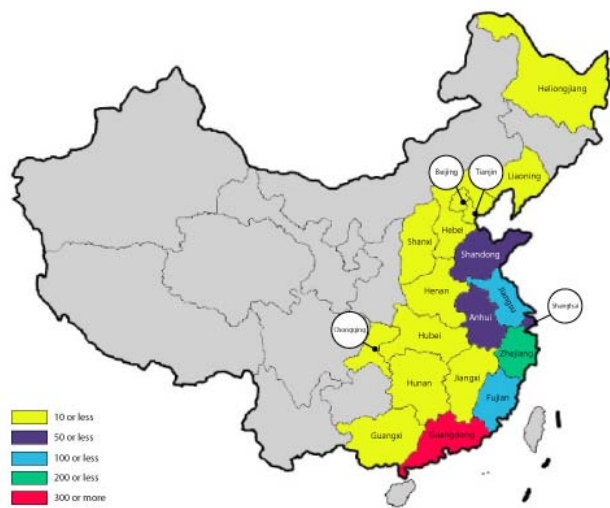 Heliongjiang
Beijing
Tianjin
Liaoning
Hebei
Shanxi
Shandong
Henan
Jiangsu
Shanghai
Anhui
Chongqing
Hubei
Zhejiang
Hunan
Jiangxi
Fujian
Guangxi
Guangdong
10 or less
50 or less
100 or less
200 or less
300 or more